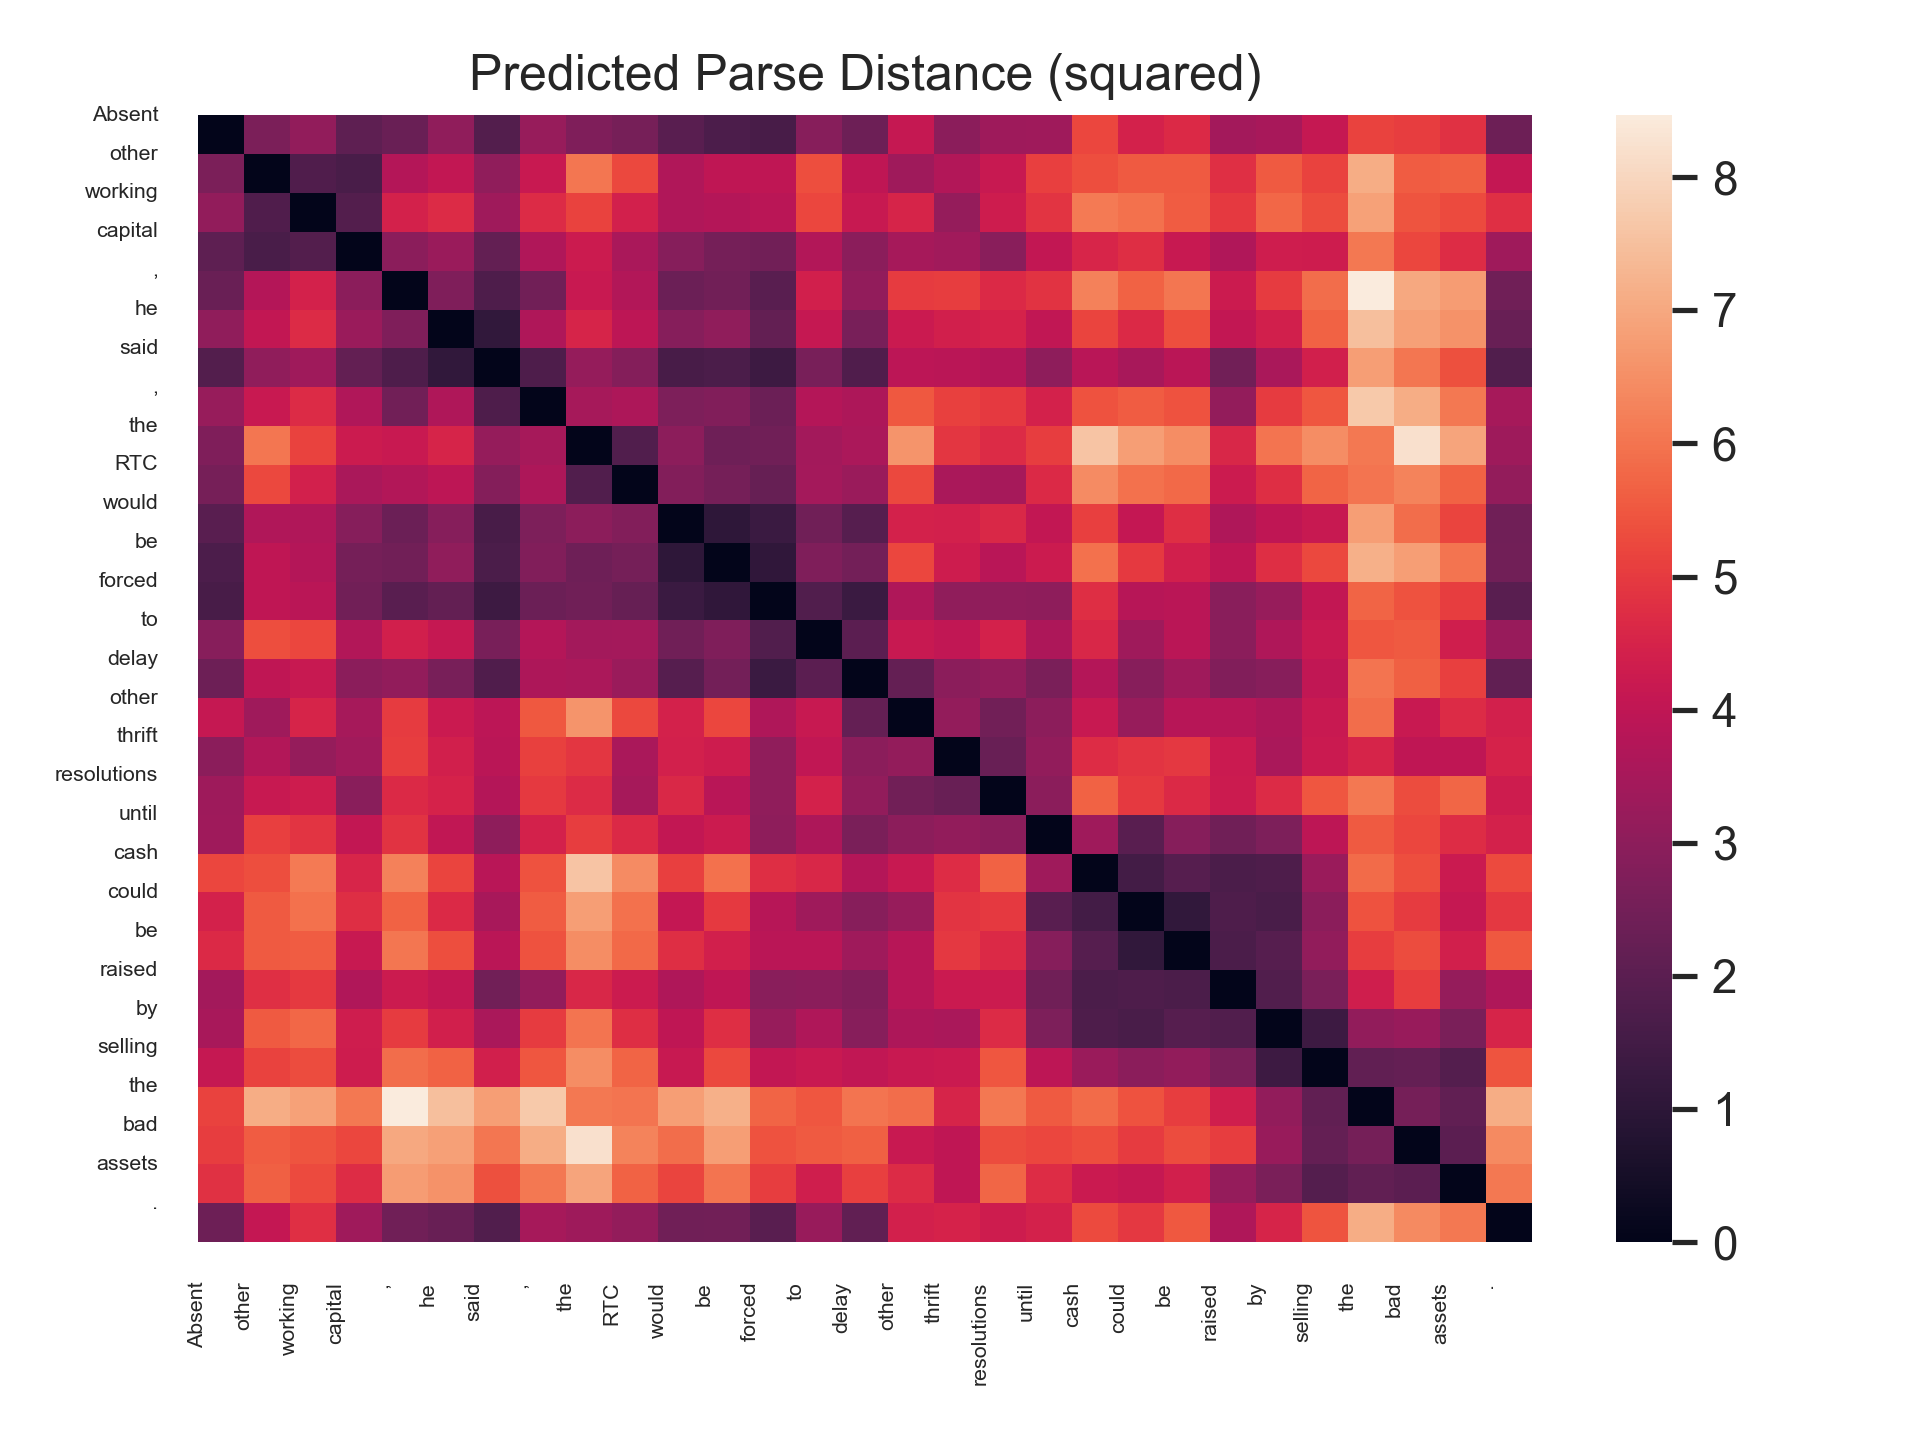 Predicted Parse Distance (squared)
Absent
other
working
capital
,
he
said
,
the
RTC
would
be
forced
to
delay
other
thrift
resolutions
until
cash
could
be
raised
by
selling
the
bad
assets
.
8
7
6
5
4
3
2
1
0
Absent
other
working
capital
,
he
said
,
the
RTC
would
be
forced
to
delay
other
thrift
resolutions
until
cash
could
be
raised
by
selling
the
bad
assets
.